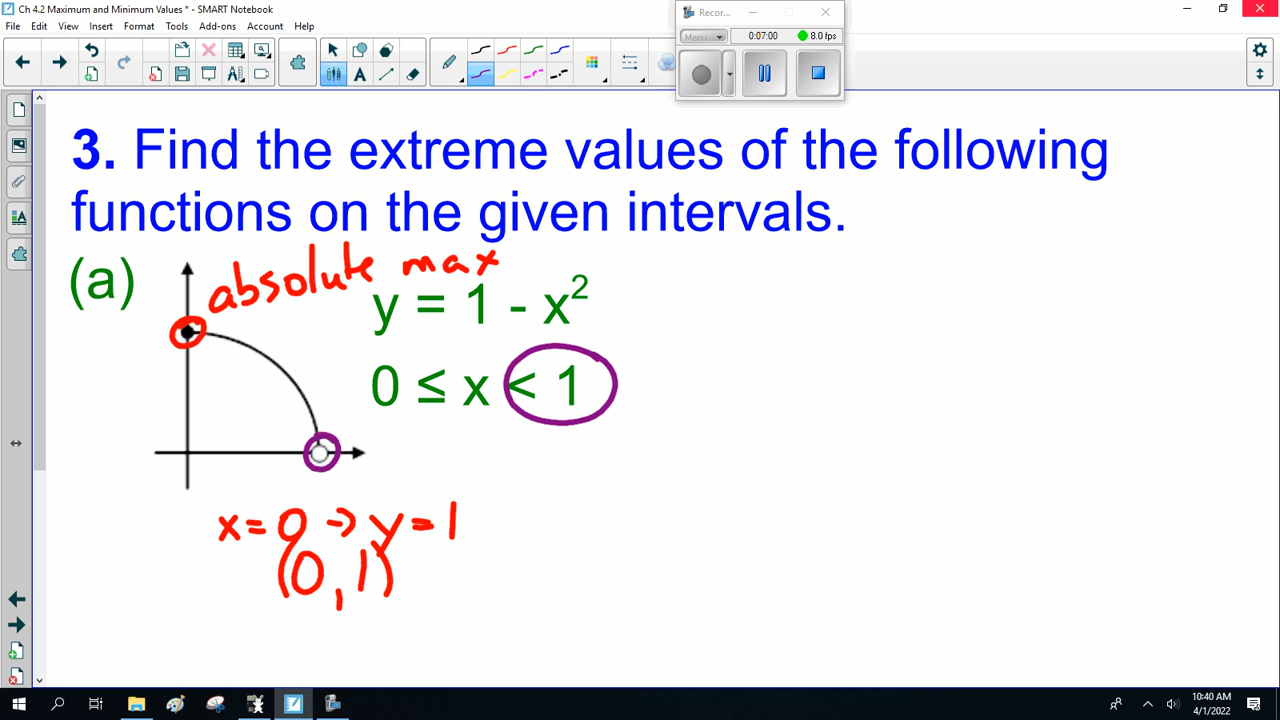 Ch 4.2 Maximum and Minimum Values * - SMART Notebook
Recor...
File Edit View Insert Format Tools Add-ons Account Help
Menu 0:07:00 8.0 fps
3. Find the extreme values of the following
functions on the given intervals.
(a) absolute max
y = 1 - x²
0 ≤ x < 1
x = 0 → y = 1
(0, 1)
10:40 AM
4/1/2022